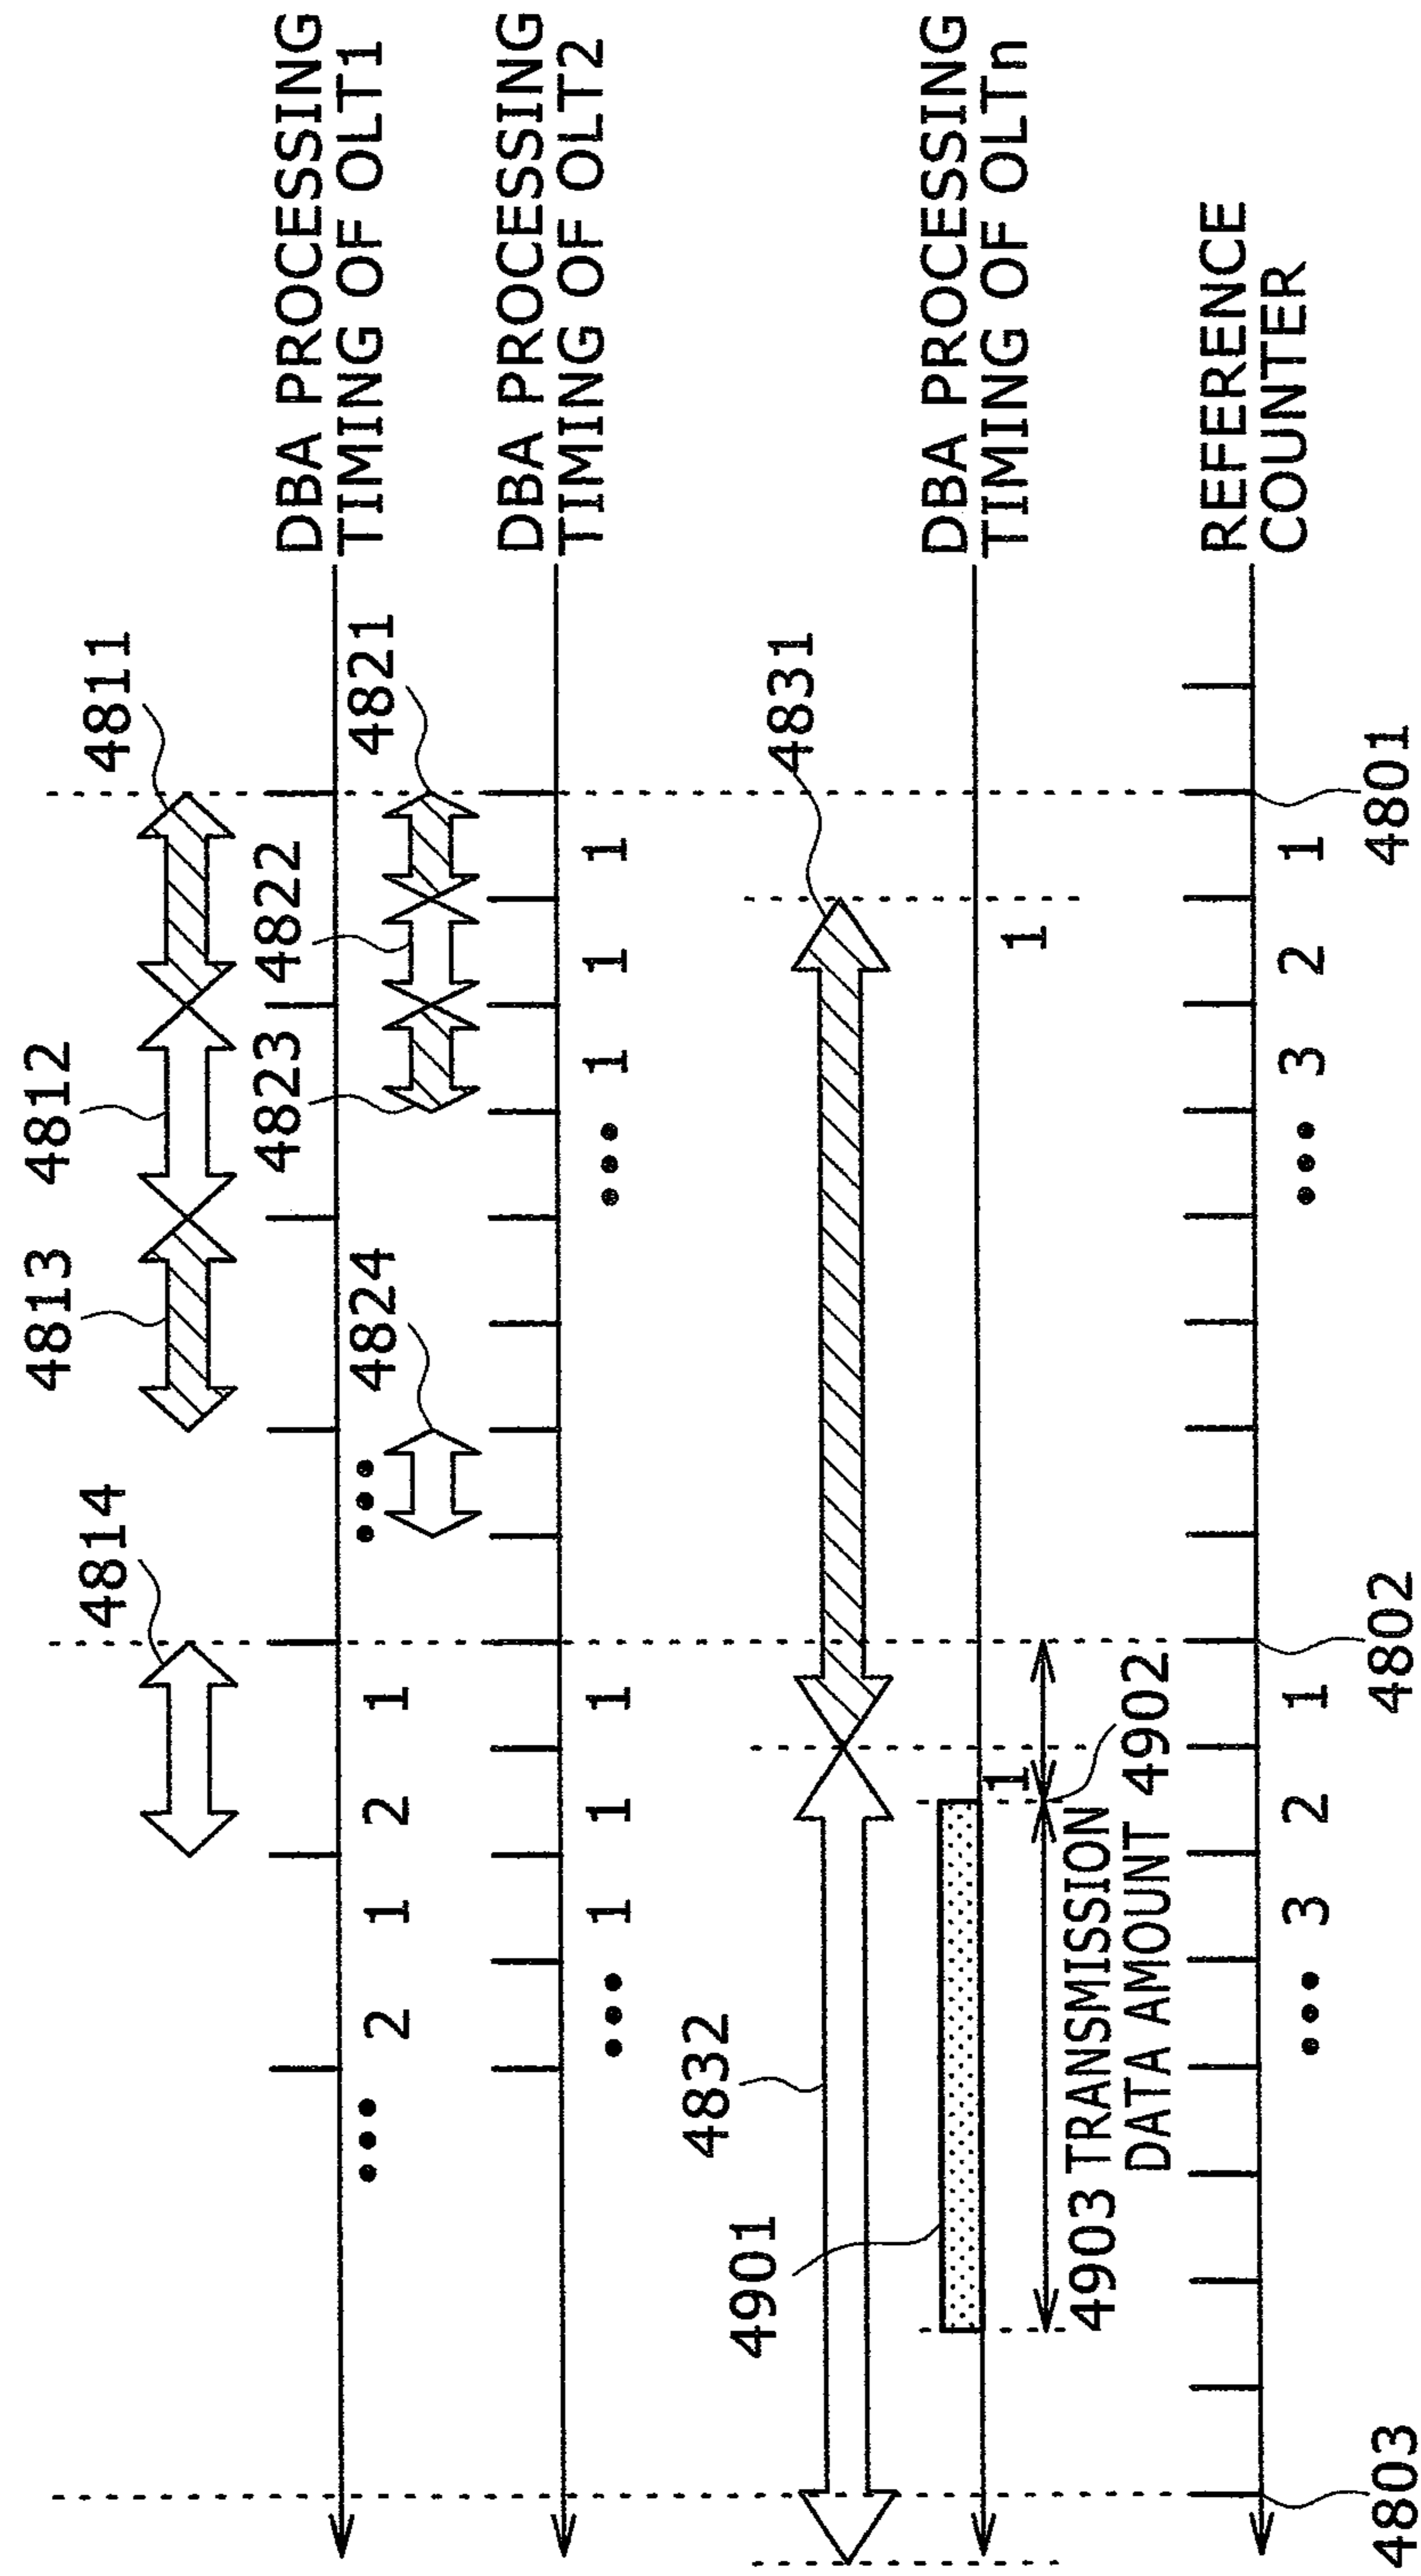 4813 4812
4814 4811
4823 4822
DBA PROCESSING
TIMING OF OLT1
4824 4821
••• 2 1 2 1 •••
DBA PROCESSING
TIMING OF OLT2
••• 1 1 1 ••• 1 1 1
4832
4901 4831
DBA PROCESSING
TIMING OF OLTn
1 1
4903 TRANSMISSION
DATA AMOUNT 4902
REFERENCE
COUNTER
••• 3 2 1 ••• 3 2 1
4803 4802 4801